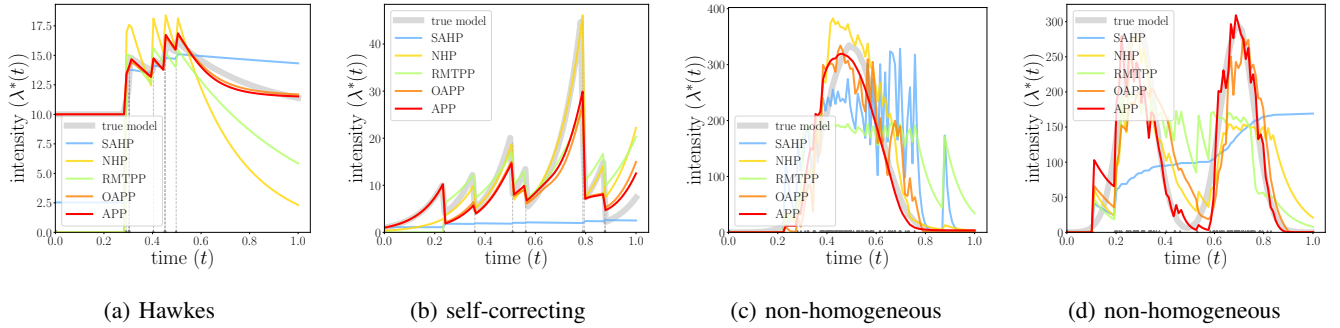 17.5
15.0
12.5
10.0
7.5
5.0
2.5
0.0
intensity (λ*(t))
true model
SAHP
NHP
RMTPP
OAPP
APP
0.0 0.2 0.4 0.6 0.8 1.0
time (t)
(a) Hawkes
40
30
20
10
0
intensity (λ*(t))
true model
SAHP
NHP
RMTPP
OAPP
APP
0.0 0.2 0.4 0.6 0.8 1.0
time (t)
(b) self-correcting
400
300
200
100
0
intensity (λ*(t))
true model
SAHP
NHP
RMTPP
OAPP
APP
0.0 0.2 0.4 0.6 0.8 1.0
time (t)
(c) non-homogeneous
300
250
200
150
100
50
0
intensity (λ*(t))
true model
SAHP
NHP
RMTPP
OAPP
APP
0.0 0.2 0.4 0.6 0.8 1.0
time (t)
(d) non-homogeneous